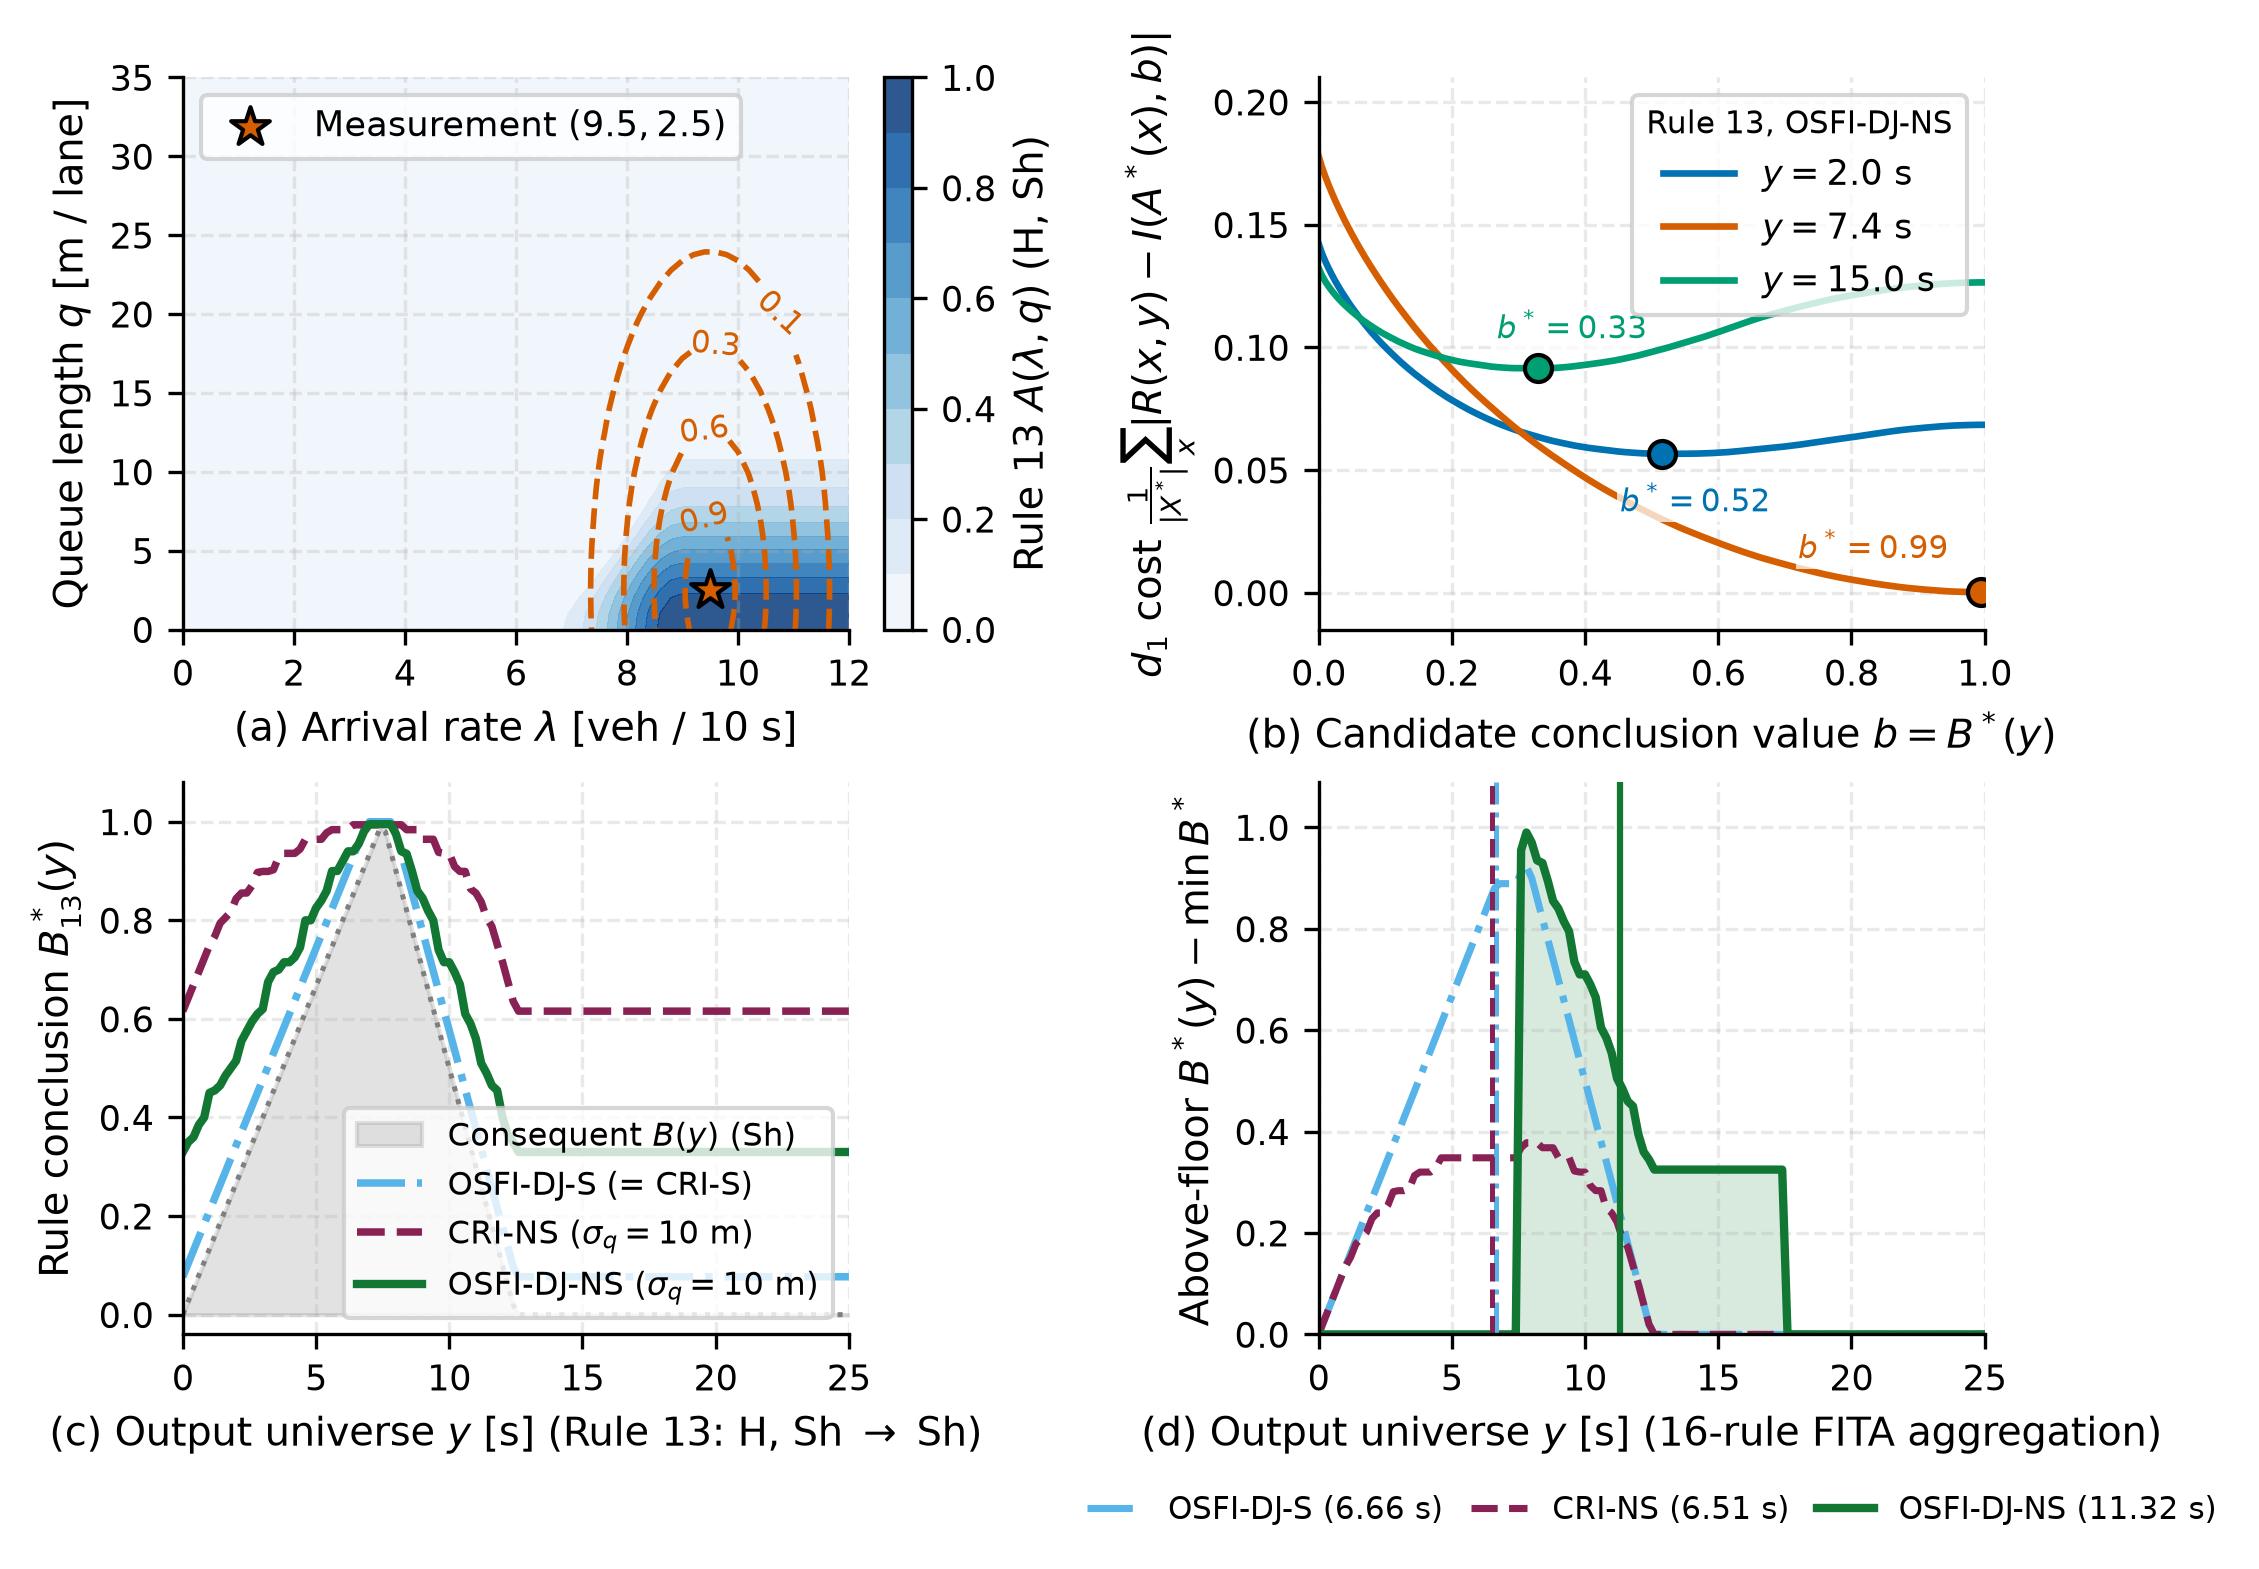 35
30
25
20
15
10
5
0
Queue length q [m / lane]
Measurement (9.5, 2.5)
0.1
0.3
0.6
0.9
0 2 4 6 8 10 12
(a) Arrival rate λ [veh / 10 s]
1.0
0.8
0.6
0.4
0.2
0.0
Rule 13 A(λ, q) (H, Sh)
d₁ cost 1/|X*| ∑ₓ |R(x, y) − I(A*(x), b)|
0.20
0.15
0.10
0.05
0.00
Rule 13, OSFI-DJ-NS
y = 2.0 s
y = 7.4 s
y = 15.0 s
b* = 0.33
b* = 0.52
b* = 0.99
0.0 0.2 0.4 0.6 0.8 1.0
(b) Candidate conclusion value b = B*(y)
Rule conclusion B*₁₃(y)
1.0
0.8
0.6
0.4
0.2
0.0
Consequent B(y) (Sh)
OSFI-DJ-S (= CRI-S)
CRI-NS (σ_q = 10 m)
OSFI-DJ-NS (σ_q = 10 m)
0 5 10 15 20 25
(c) Output universe y [s] (Rule 13: H, Sh → Sh)
Above-floor B*(y) − min B*
1.0
0.8
0.6
0.4
0.2
0.0
0 5 10 15 20 25
(d) Output universe y [s] (16-rule FITA aggregation)
OSFI-DJ-S (6.66 s) CRI-NS (6.51 s) OSFI-DJ-NS (11.32 s)